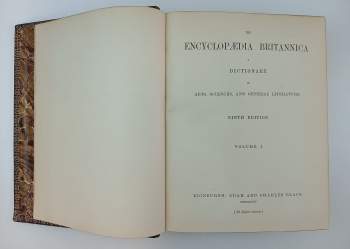 THE
ENCYCLOPÆDIA BRITANNICA
A
DICTIONARY
OF
ARTS, SCIENCES, AND GENERAL LITERATURE
NINTH EDITION
VOLUME I
EDINBURGH: ADAM AND CHARLES BLACK